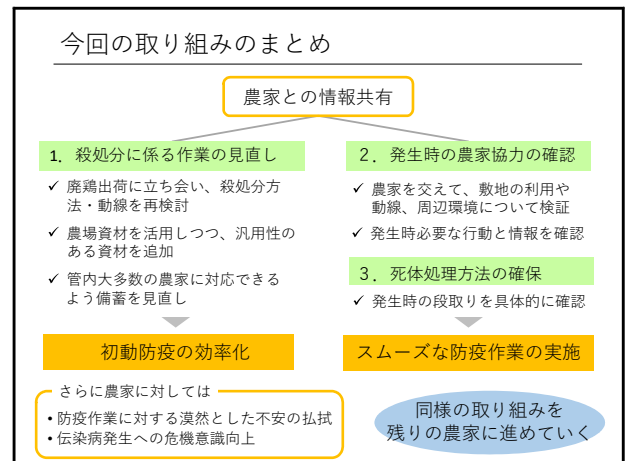 今回の取り組みのまとめ
農家との情報共有
1．殺処分に係る作業の見直し
✓ 廃鶏出荷に立ち会い、殺処分方
法・動線を再検討
✓ 農場資材を活用しつつ、汎用性の
ある資材を追加
✓ 管内大多数の農家に対応できる
よう備蓄を見直し
初動防疫の効率化
2．発生時の農家協力の確認
✓ 農家を交えて、敷地の利用や
動線、周辺環境について検証
✓ 発生時必要な行動と情報を確認
3．死体処理方法の確保
✓ 発生時の段取りを具体的に確認
スムーズな防疫作業の実施
さらに農家に対しては
• 防疫作業に対する漠然とした不安の払拭
• 伝染病発生への危機意識向上
同様の取り組みを
残りの農家に進めていく